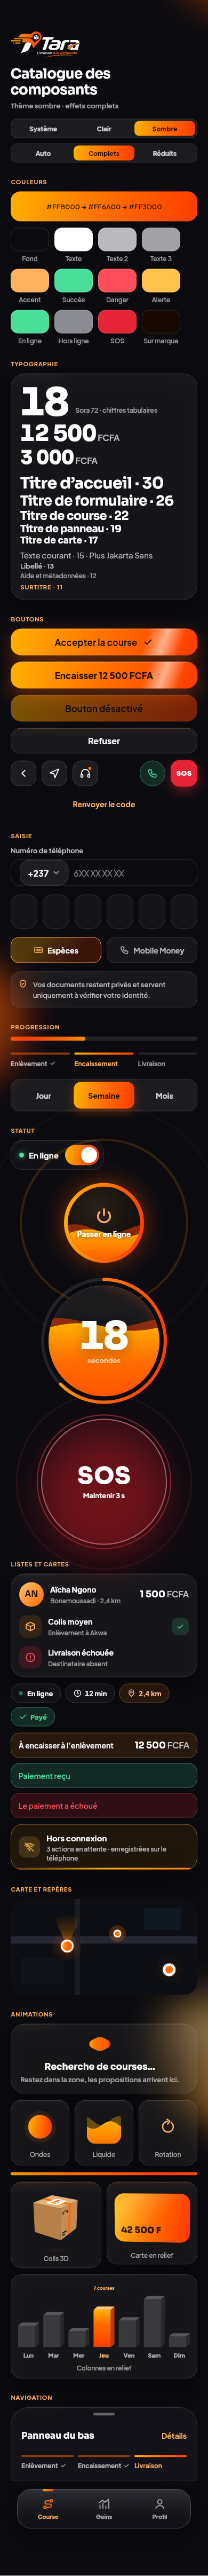 Tara
Livraison à moto
Catalogue des
composants
Thème sombre · effets complets
Système Clair Sombre
Auto Complets Réduits
COULEURS
#FFB000 → #FF6A00 → #FF3D00
Fond Texte Texte 2 Texte 3
Accent Succès Danger Alerte
En ligne Hors ligne SOS Sur marque
TYPOGRAPHIE
18 Sora 72 · chiffres tabulaires
12 500 FCFA
3 000 FCFA
Titre d'accueil · 30
Titre de formulaire · 26
Titre de course · 22
Titre de panneau · 19
Titre de carte · 17
Texte courant · 15 · Plus Jakarta Sans
Libellé · 13
Aide et métadonnées · 12
SURTITRE · 11
BOUTONS
Accepter la course
Encaisser 12 500 FCFA
Bouton désactivé
Refuser
SOS
Renvoyer le code
SAISIE
Numéro de téléphone
+237 6XX XX XX XX
Espèces Mobile Money
Vos documents restent privés et servent
uniquement à vérifier votre identité.
PROGRESSION
Enlèvement Encaissement Livraison
Jour Semaine Mois
STATUT
En ligne
Passer en ligne
18
secondes
SOS
Maintenir 3 s
LISTES ET CARTES
AN Aïcha Ngono 1 500 FCFA
Bonamoussadi · 2,4 km
Colis moyen
Enlèvement à Akwa
Livraison échouée
Destinataire absent
En ligne 12 min 2,4 km
Payé
À encaisser à l'enlèvement 12 500 FCFA
Paiement reçu
Le paiement a échoué
Hors connexion
3 actions en attente · enregistrées sur le
téléphone
CARTE ET REPÈRES
ANIMATIONS
Recherche de courses…
Restez dans la zone, les propositions arrivent ici.
Ondes Liquide Rotation
42 500 F
Colis 3D Carte en relief
7 courses
Lun Mar Mer Jeu Ven Sam Dim
Colonnes en relief
NAVIGATION
Panneau du bas Détails
Enlèvement Encaissement Livraison
Course Gains Profil